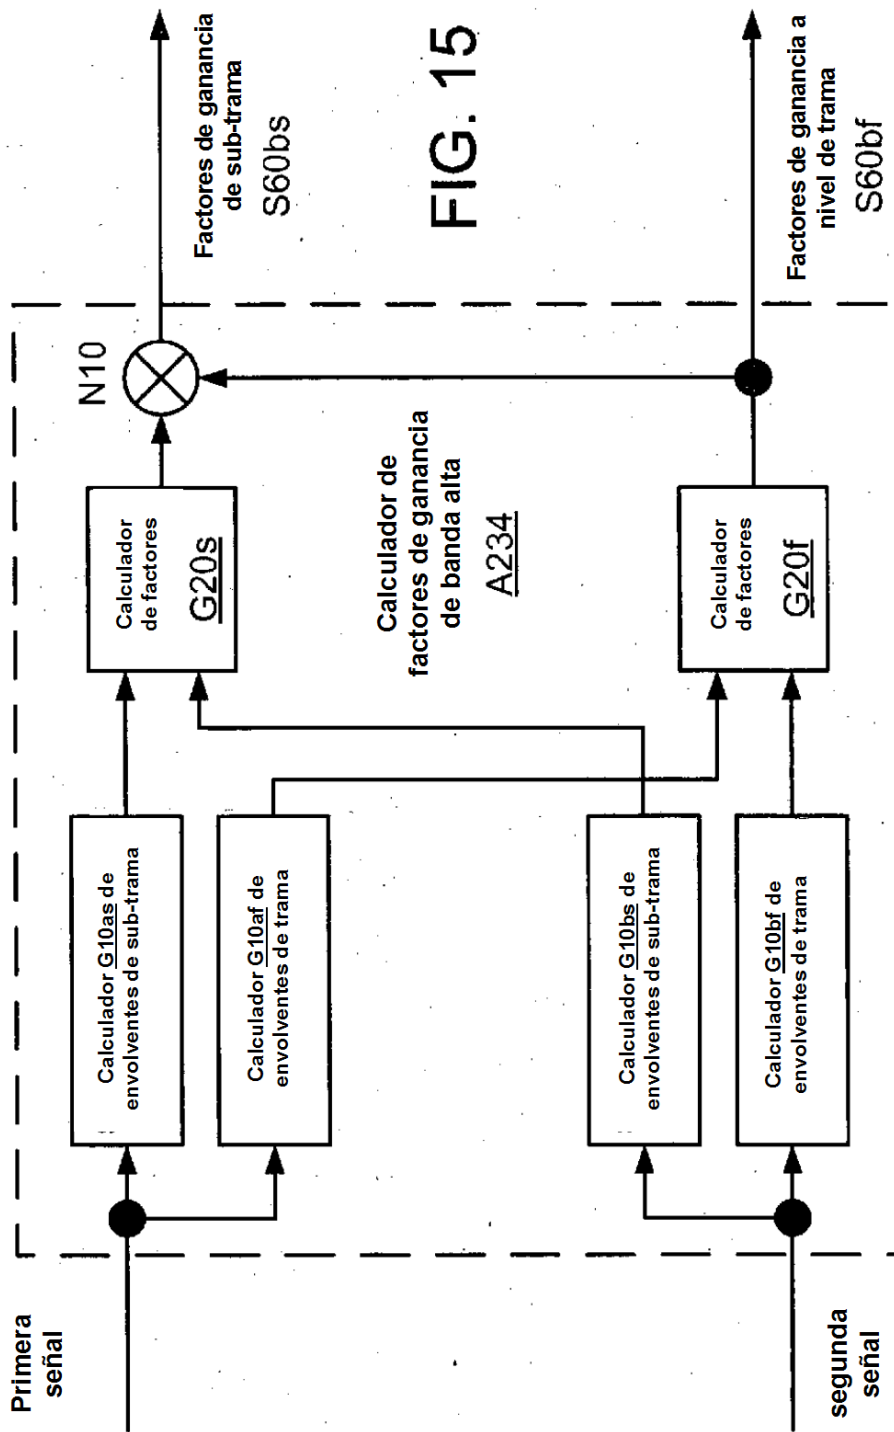 Primera
señal
segunda
señal
Calculador G10as de
envolventes de sub-trama
Calculador G10af de
envolventes de trama
Calculador G10bs de
envolventes de sub-trama
Calculador G10bf de
envolventes de trama
Calculador
de factores
G20s
Calculador de
factores de ganancia
de banda alta
A234
Calculador
de factores
G20f
N10
Factores de ganancia
de sub-trama
S60bs
FIG. 15
Factores de ganancia a
nivel de trama
S60bf